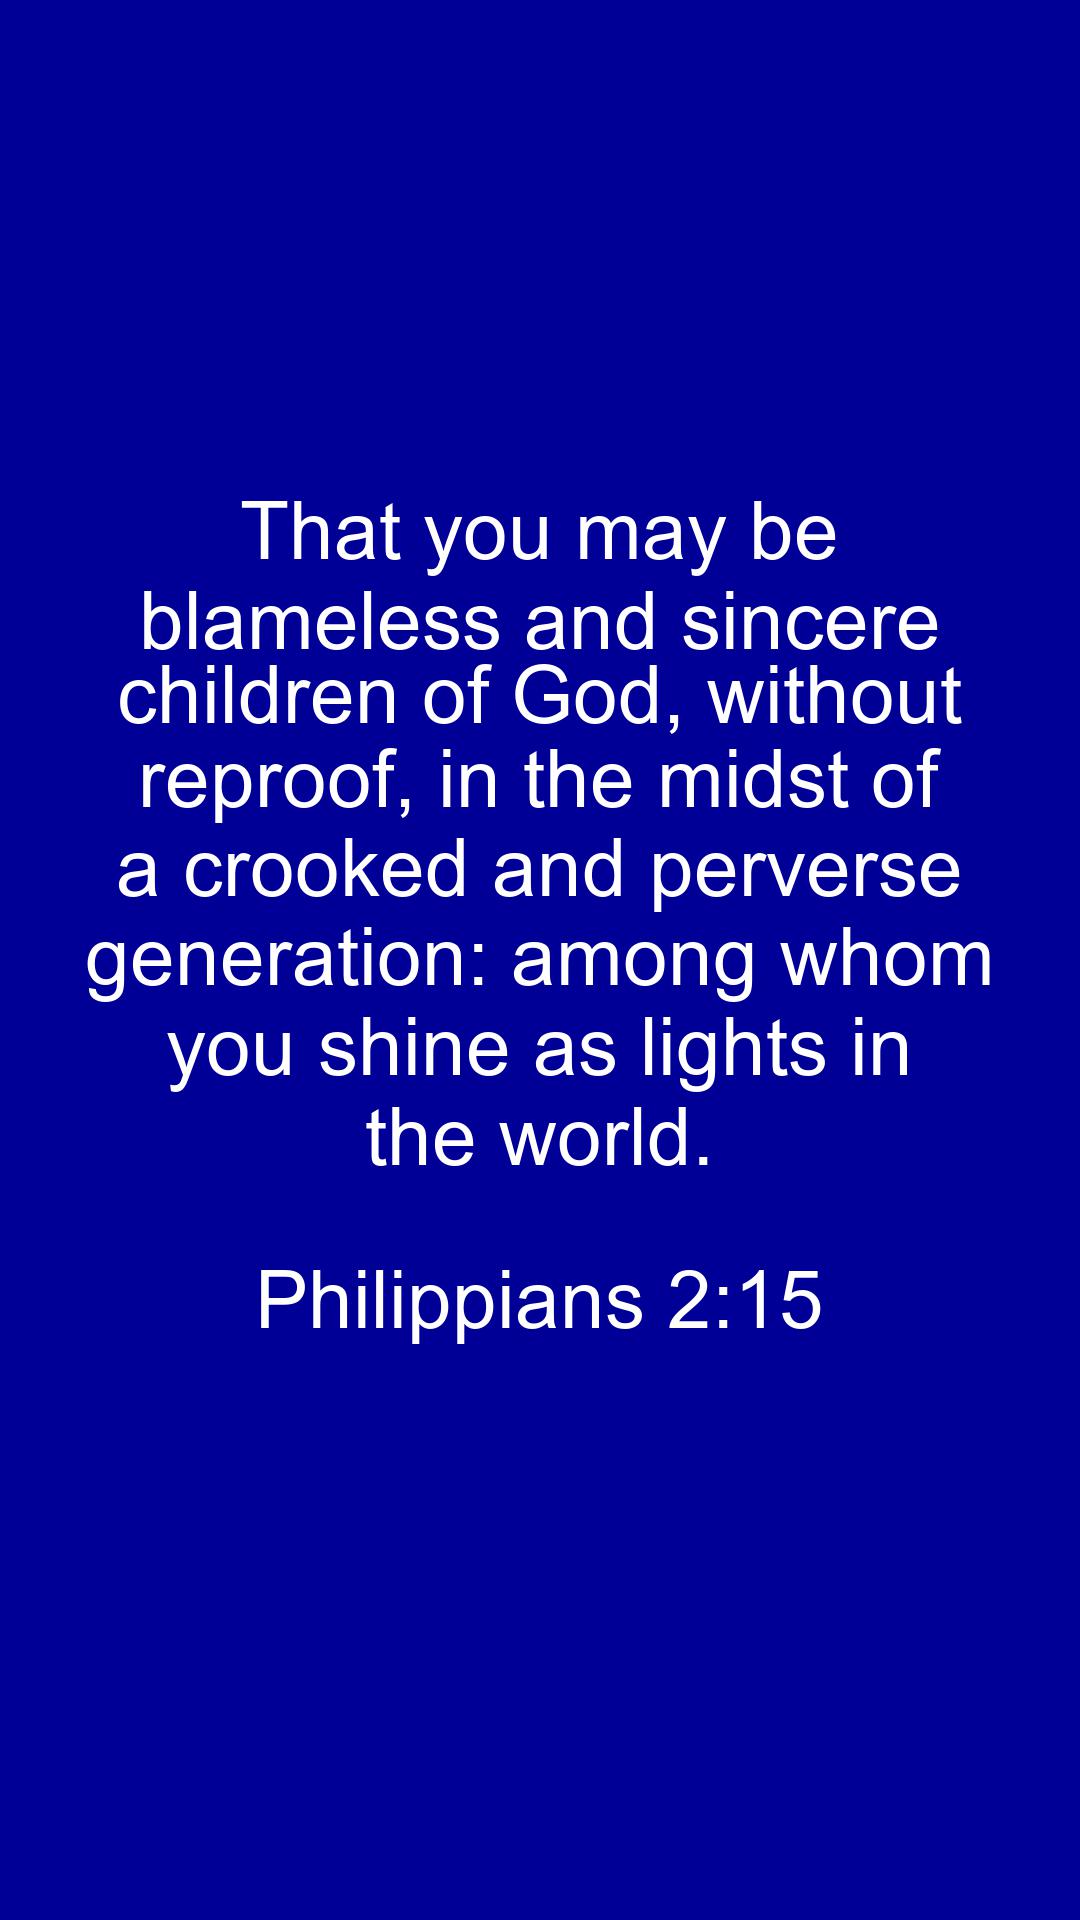 That you may be
blameless and sincere
children of God, without
reproof, in the midst of
a crooked and perverse
generation: among whom
you shine as lights in
the world.
Philippians 2:15